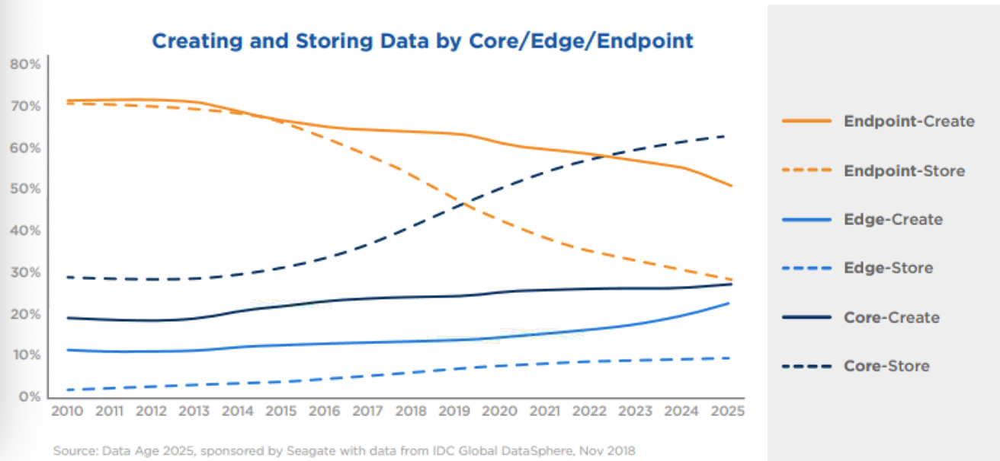 Creating and Storing Data by Core/Edge/Endpoint
80%
70%
60%
50%
40%
30%
20%
10%
0%
2010 2011 2012 2013 2014 2015 2016 2017 2018 2019 2020 2021 2022 2023 2024 2025
Endpoint-Create
Endpoint-Store
Edge-Create
Edge-Store
Core-Create
Core-Store
Source: Data Age 2025, sponsored by Seagate with data from IDC Global DataSphere, Nov 2018